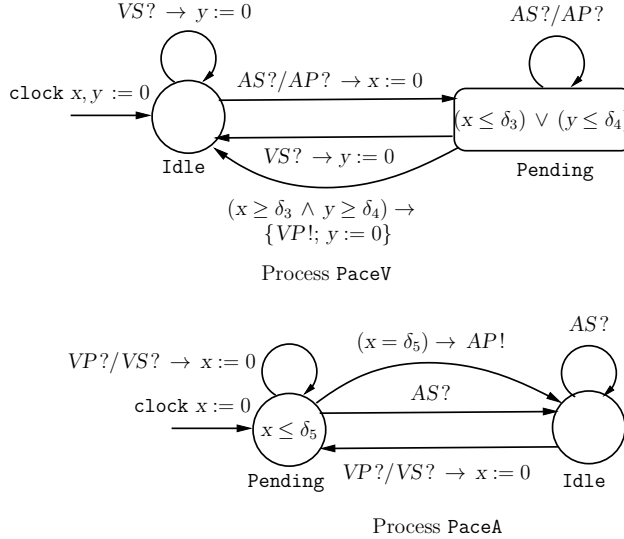 VS? → y:=0
AS?/AP?
clock x, y := 0
AS?/AP? → x:=0
(x ≤ δ₃) ∨ (y ≤ δ₄)
VS? → y:=0
Idle
Pending
(x ≥ δ₃ ∧ y ≥ δ₄) →
{VP!; y := 0}
Process PaceV
(x = δ₅) → AP!
AS?
VP?/VS? → x:=0
AS?
clock x:=0
x ≤ δ₅
VP?/VS? → x:=0
Pending
Idle
Process PaceA